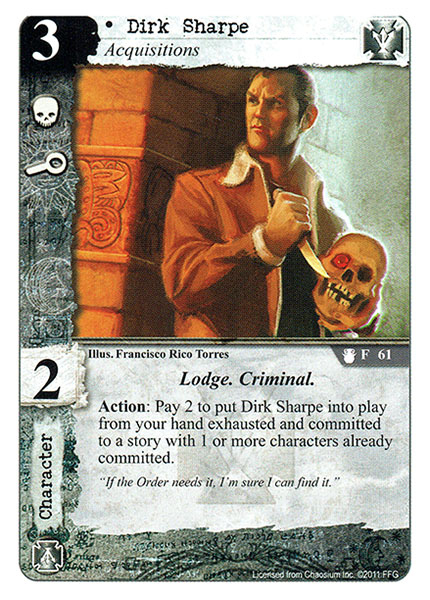 3
• Dirk Sharpe
Acquisitions
Illus. Francisco Rico Torres
F 61
2
Lodge. Criminal.
Action: Pay 2 to put Dirk Sharpe into play
from your hand exhausted and committed
to a story with 1 or more characters already
committed.
“If the Order needs it, I’m sure I can find it.”
Character
Licensed from Chaosium Inc. ©2011 FFG